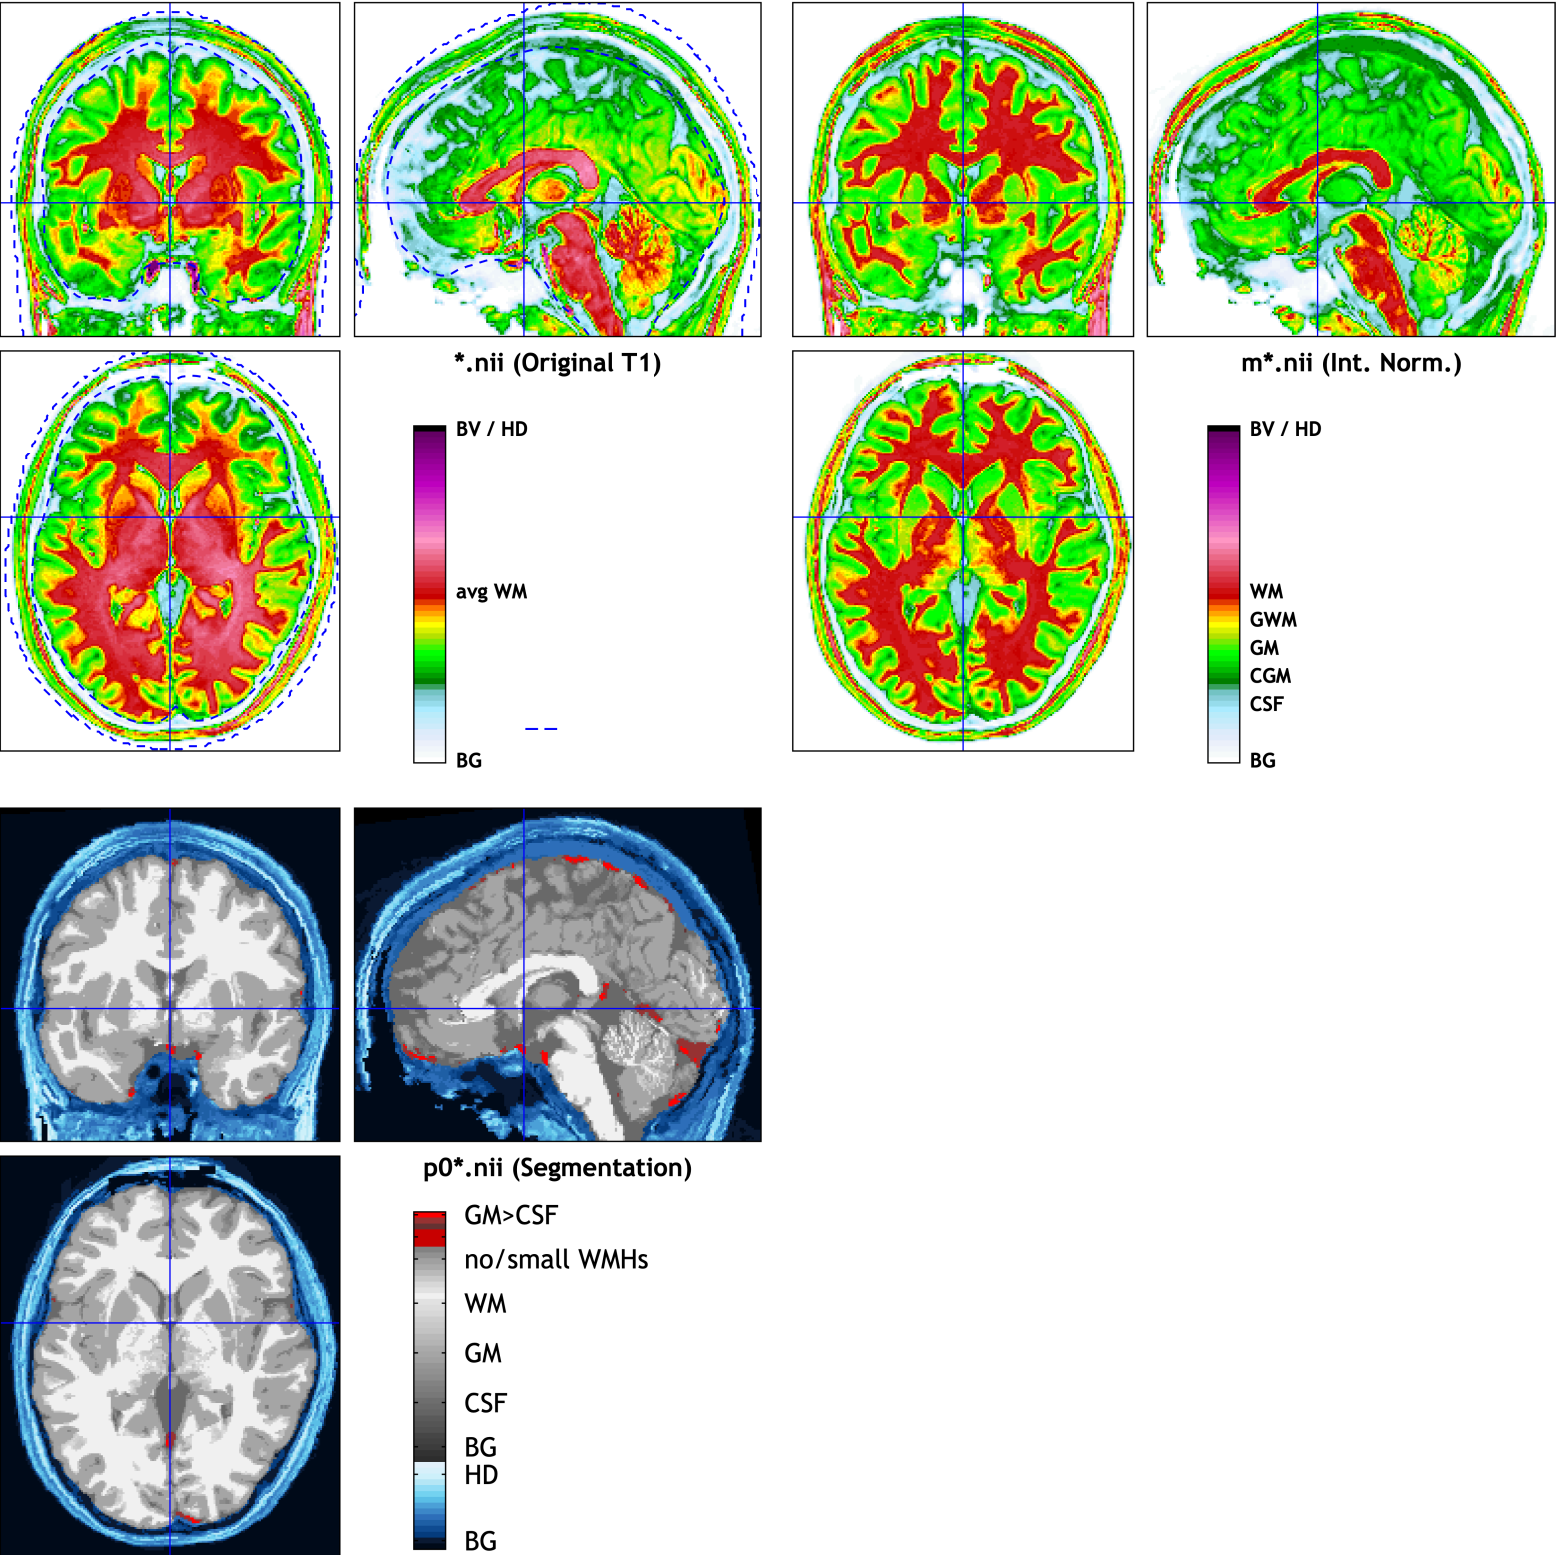 *.nii (Original T1)
BV / HD
avg WM
BG
m*.nii (Int. Norm.)
BV / HD
WM
GWM
GM
CGM
CSF
BG
p0*.nii (Segmentation)
GM>CSF
no/small WMHs
WM
GM
CSF
BG
HD
BG